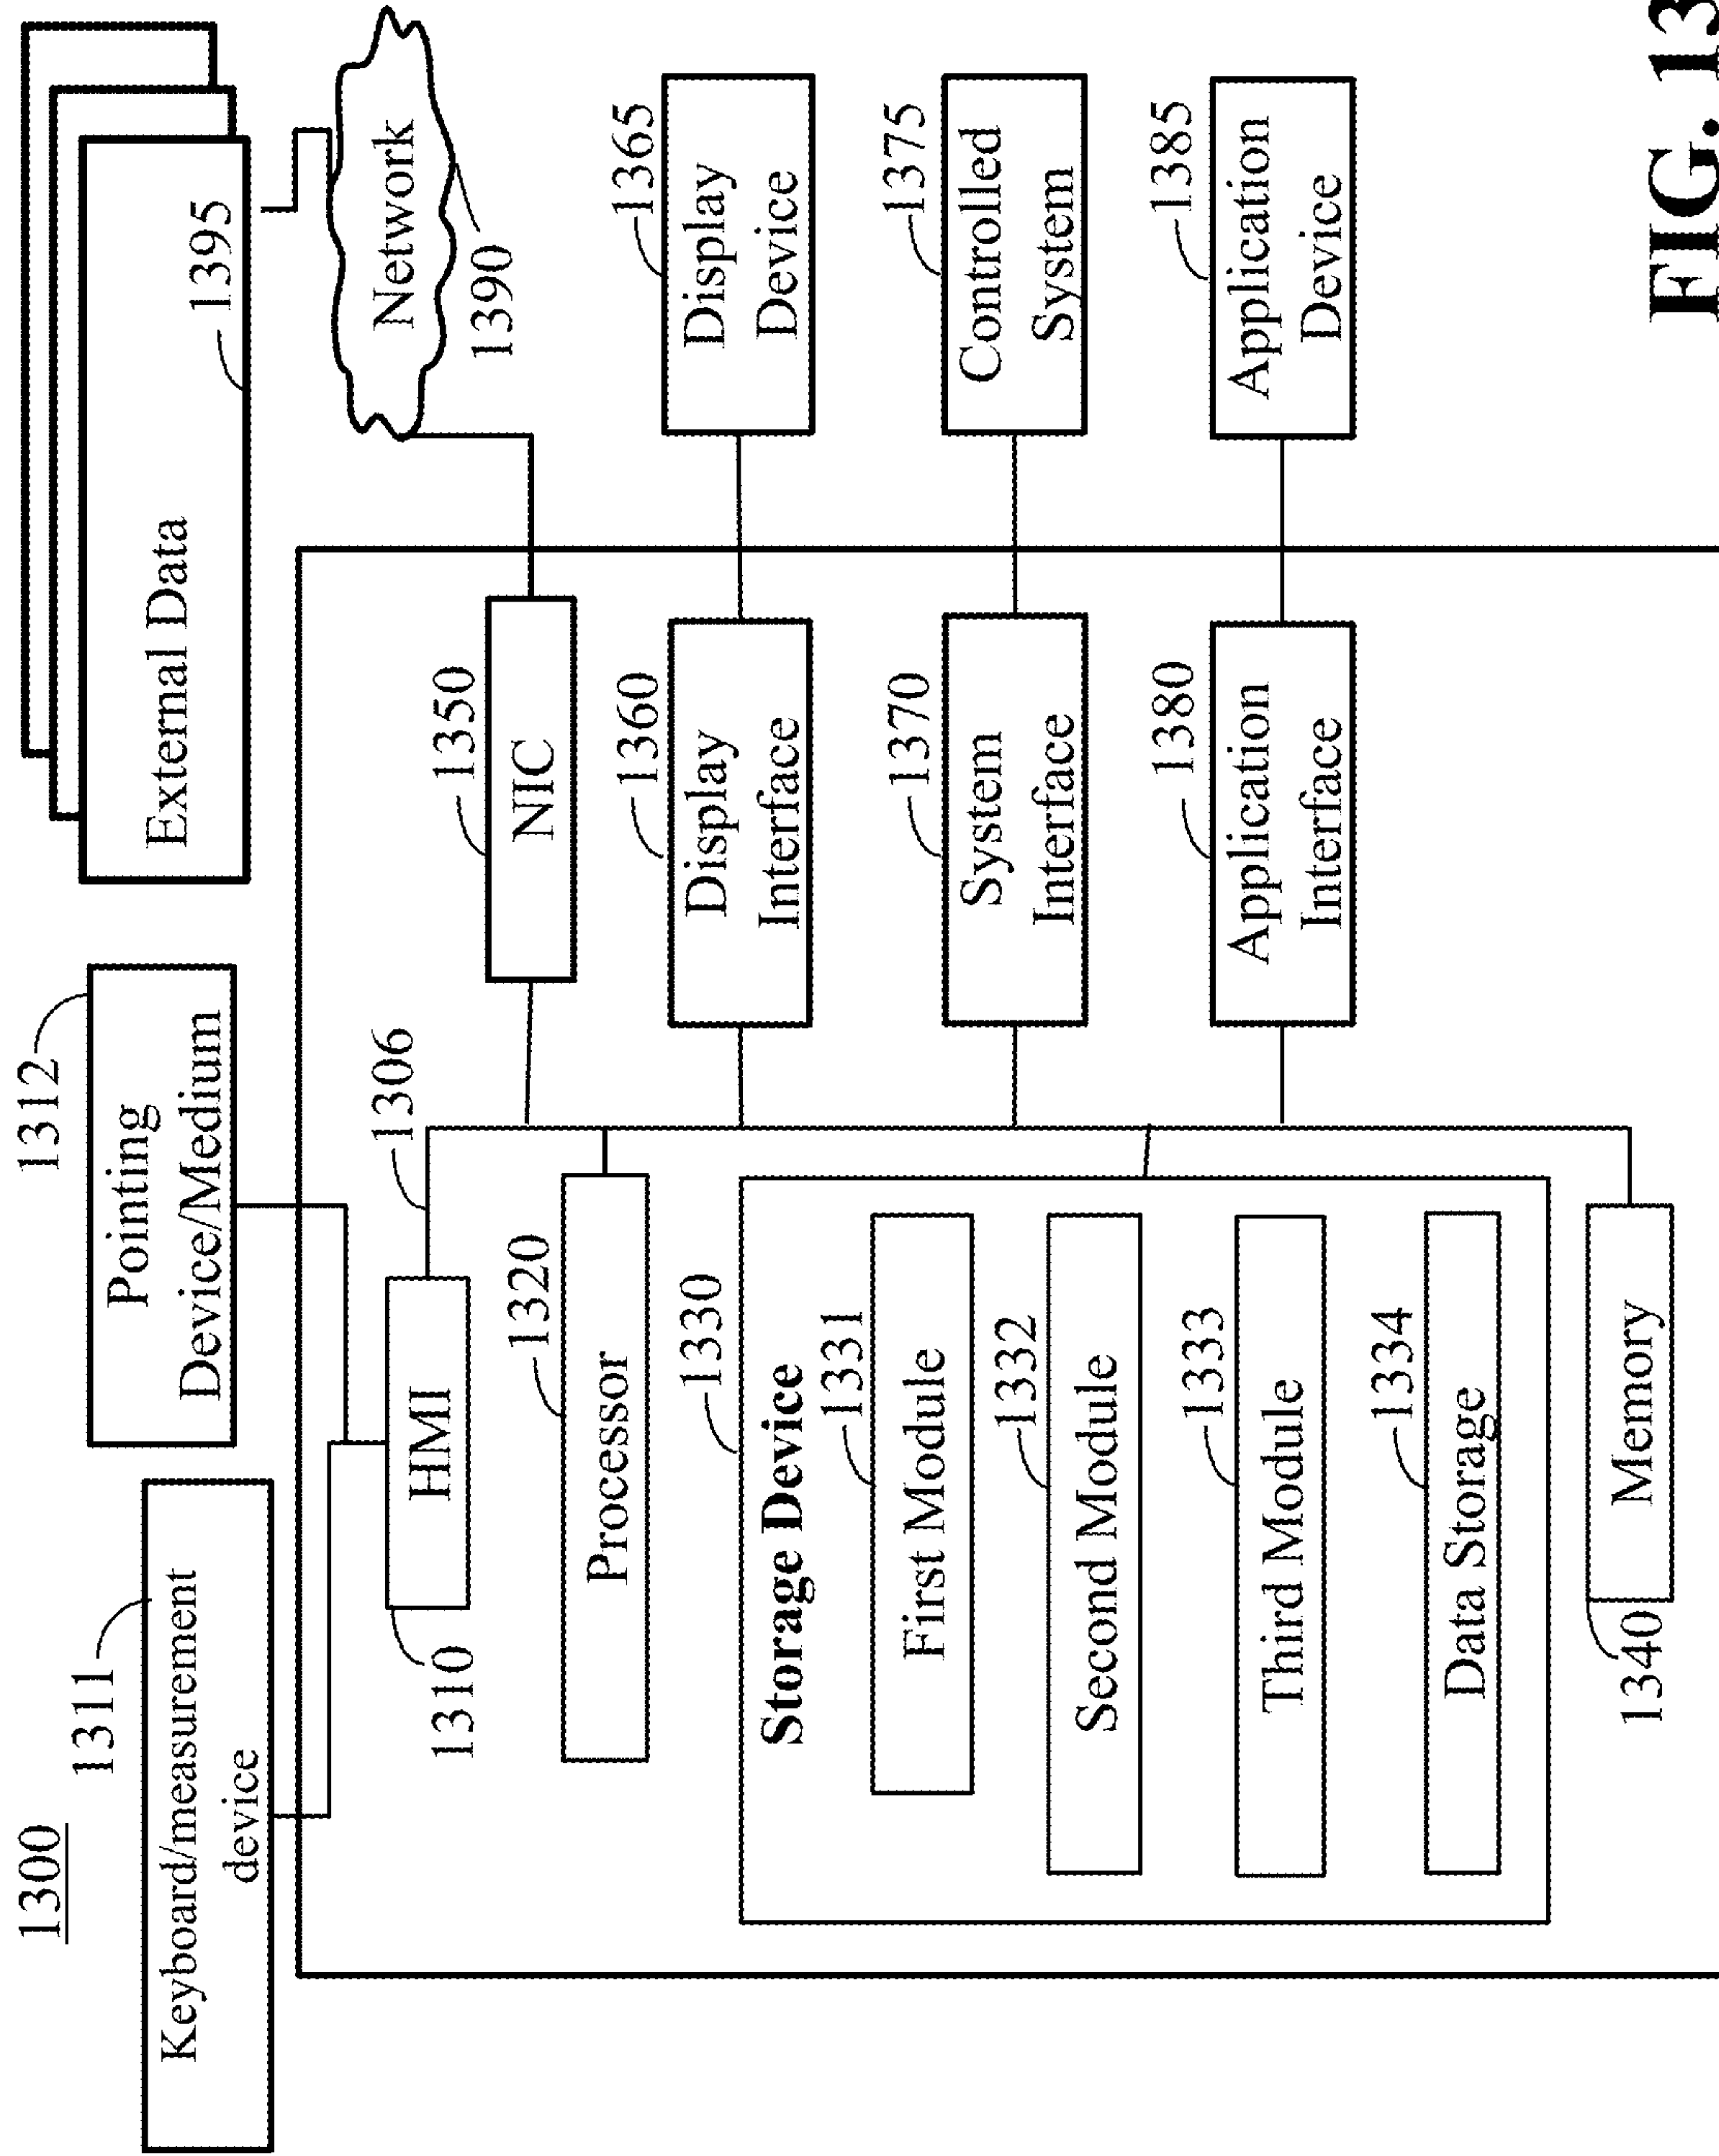 1300
1311
Keyboard/measurement
device
1312
Pointing
Device/Medium
External Data
1395
Network
1390
1310
HMI
1306
1350
NIC
1320
Processor
1360
Display
Interface
1365
Display
Device
1330
Storage Device
1331
First Module
1332
Second Module
1333
Third Module
1334
Data Storage
1370
System
Interface
1375
Controlled
System
1380
Application
Interface
1385
Application
Device
1340
Memory
FIG. 13